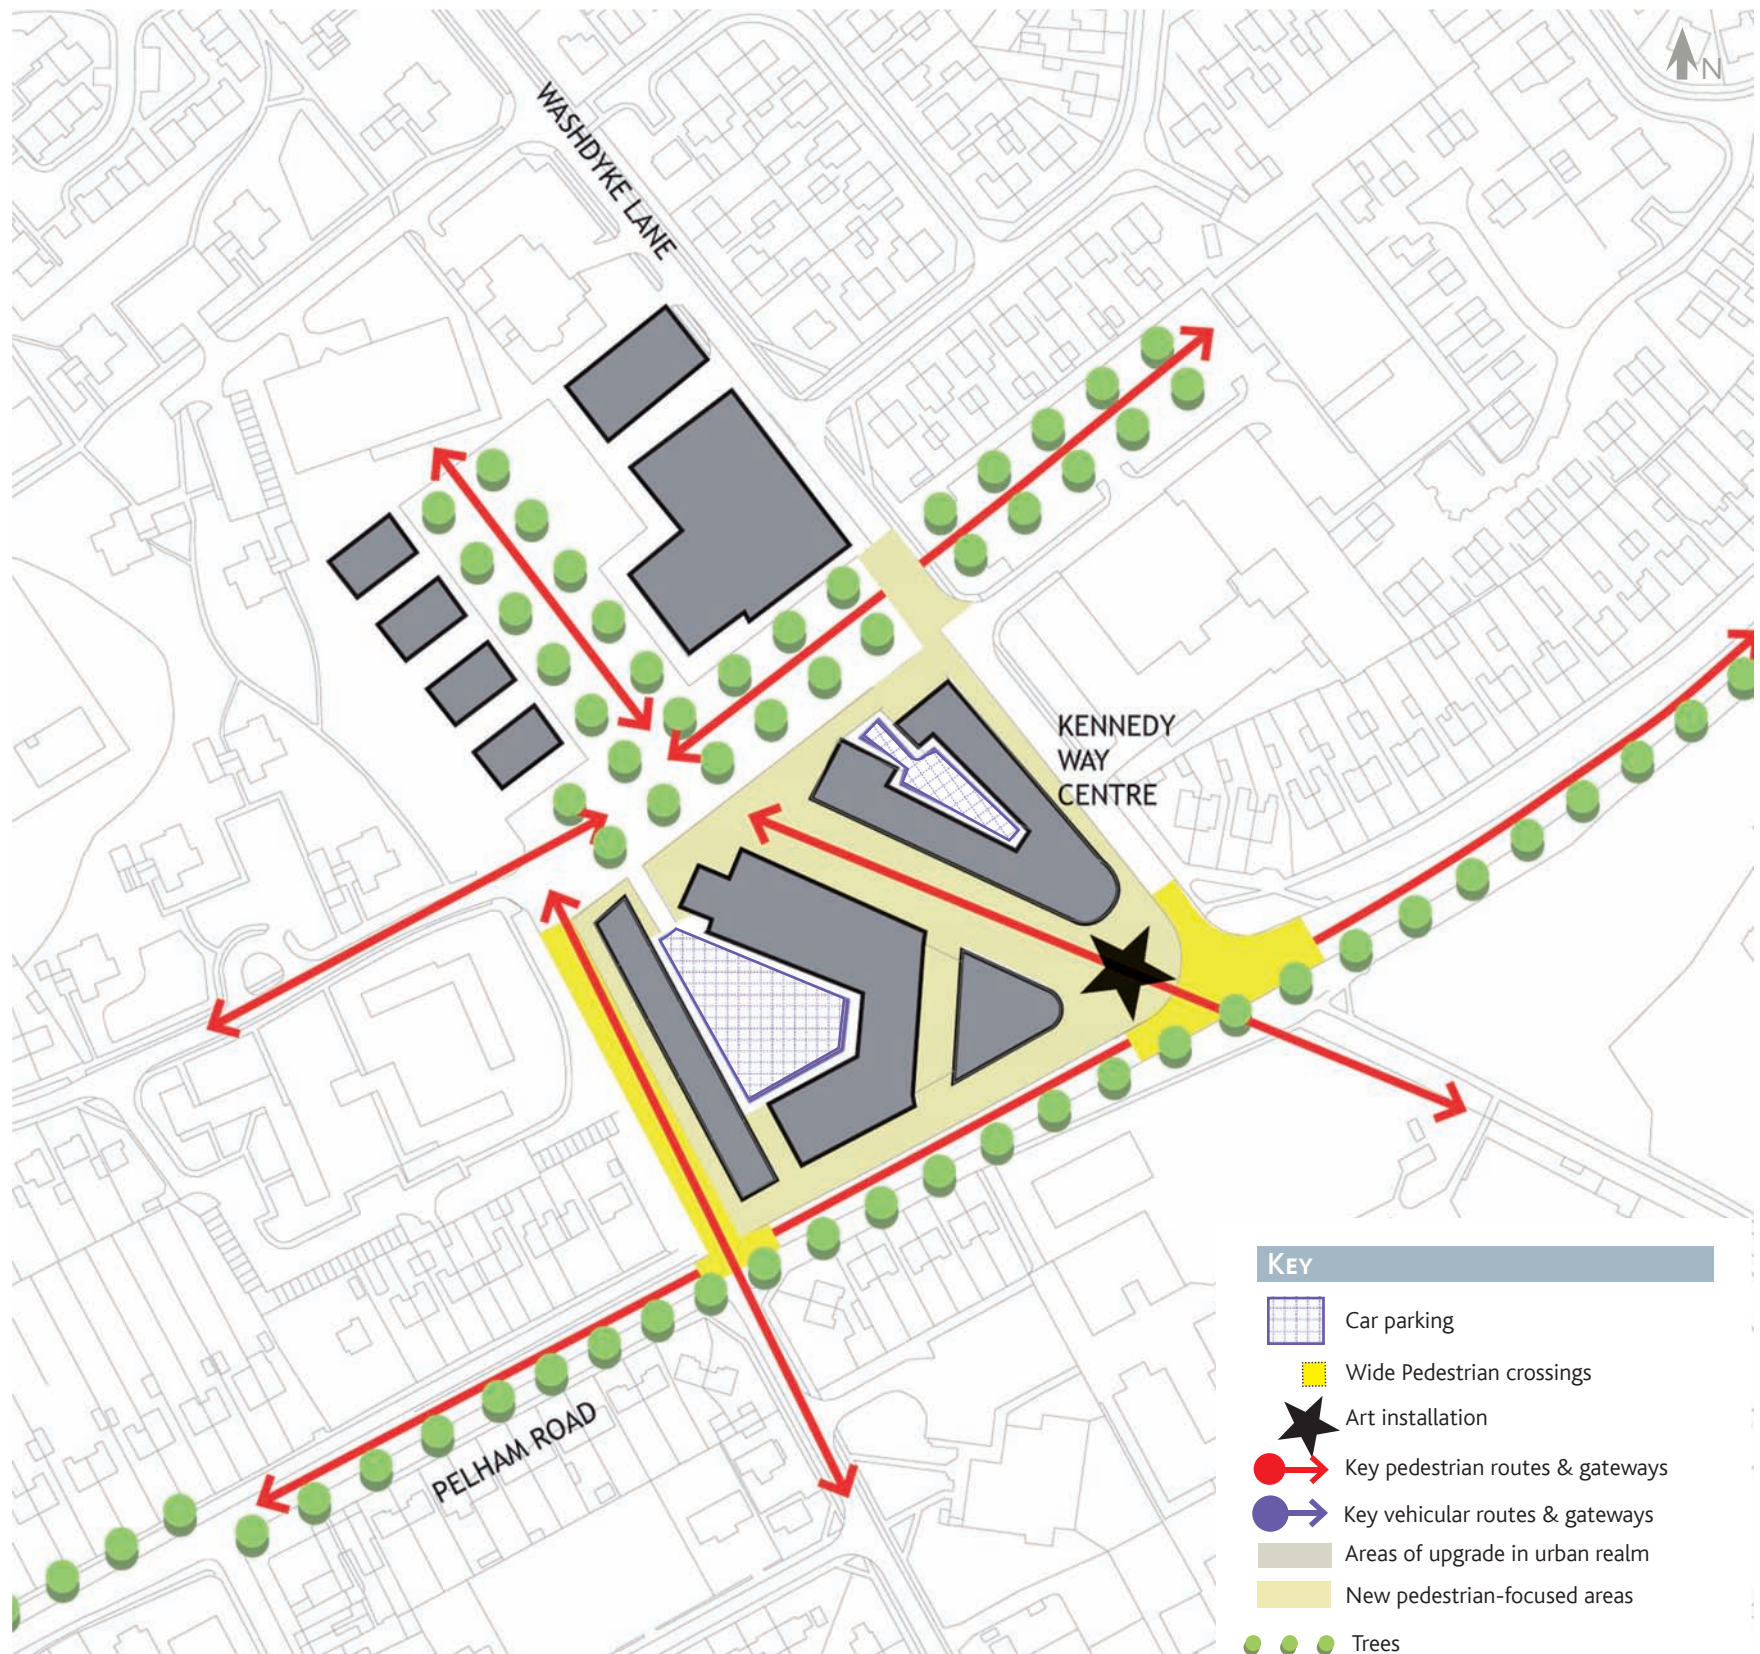 N
WASHDYKE LANE
KENNEDY
WAY
CENTRE
PELHAM ROAD
KEY
Car parking
Wide Pedestrian crossings
Art installation
Key pedestrian routes & gateways
Key vehicular routes & gateways
Areas of upgrade in urban realm
New pedestrian-focused areas
Trees